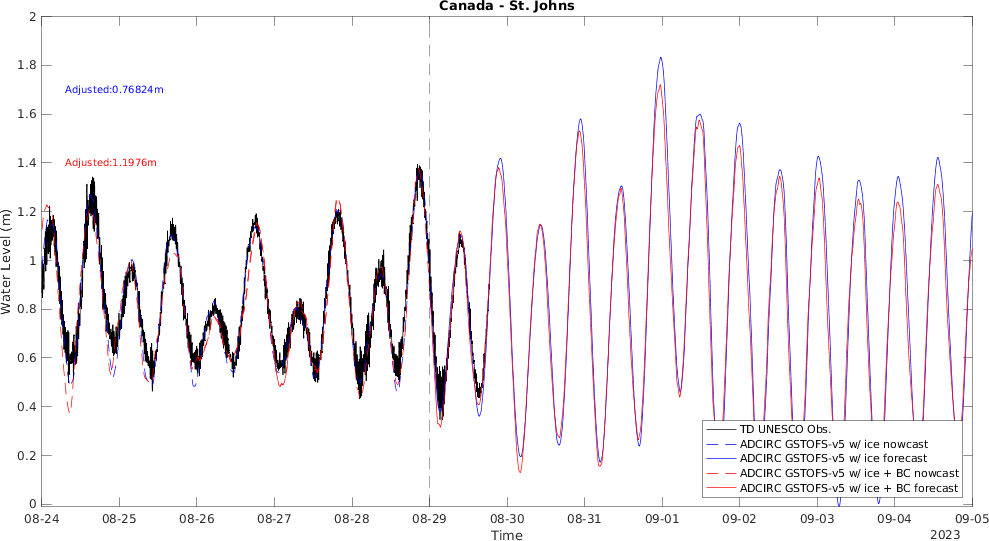 Canada - St. Johns
2
1.8
1.6
1.4
1.2
1
0.8
0.6
0.4
0.2
0
Water Level (m)
Adjusted:0.76824m
Adjusted:1.1976m
TD UNESCO Obs.
ADCIRC GSTOFS-v5 w/ ice nowcast
ADCIRC GSTOFS-v5 w/ ice forecast
ADCIRC GSTOFS-v5 w/ ice + BC nowcast
ADCIRC GSTOFS-v5 w/ ice + BC forecast
08-24 08-25 08-26 08-27 08-28 08-29 08-30 08-31 09-01 09-02 09-03 09-04 09-05
Time
2023